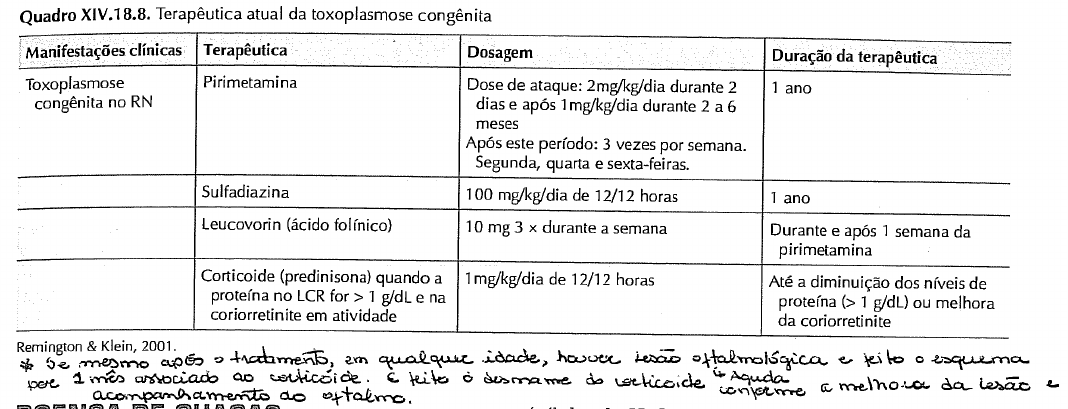 Quadro XIV.18.8. Terapêutica atual da toxoplasmose congênita
Manifestações clínicas Terapêutica Dosagem Duração da terapêutica
Toxoplasmose congênita no RN
Pirimetamina
Dose de ataque: 2mg/kg/dia durante 2
dias e após 1mg/kg/dia durante 2 a 6
meses
Após este período: 3 vezes por semana.
Segunda, quarta e sexta-feiras.
1 ano
Sulfadiazina
100 mg/kg/dia de 12/12 horas
1 ano
Leucovorin (ácido folínico)
10 mg 3 × durante a semana
Durante e após 1 semana da
pirimetamina
Corticoide (predinisona) quando a
proteína no LCR for > 1 g/dL e na
coriorretinite em atividade
1mg/kg/dia de 12/12 horas
Até a diminuição dos níveis de
proteína (> 1 g/dL) ou melhora
da coriorretinite
Remington & Klein, 2001.
* Se mesmo após o tratamento, em qualquer idade, houver lesão oftalmológica é feito o esquema
↳ Aguda
por 1 mês associado ao corticoide. É feito o desmame do corticoide conforme a melhora da lesão e
acompanhamento do oftalmo.